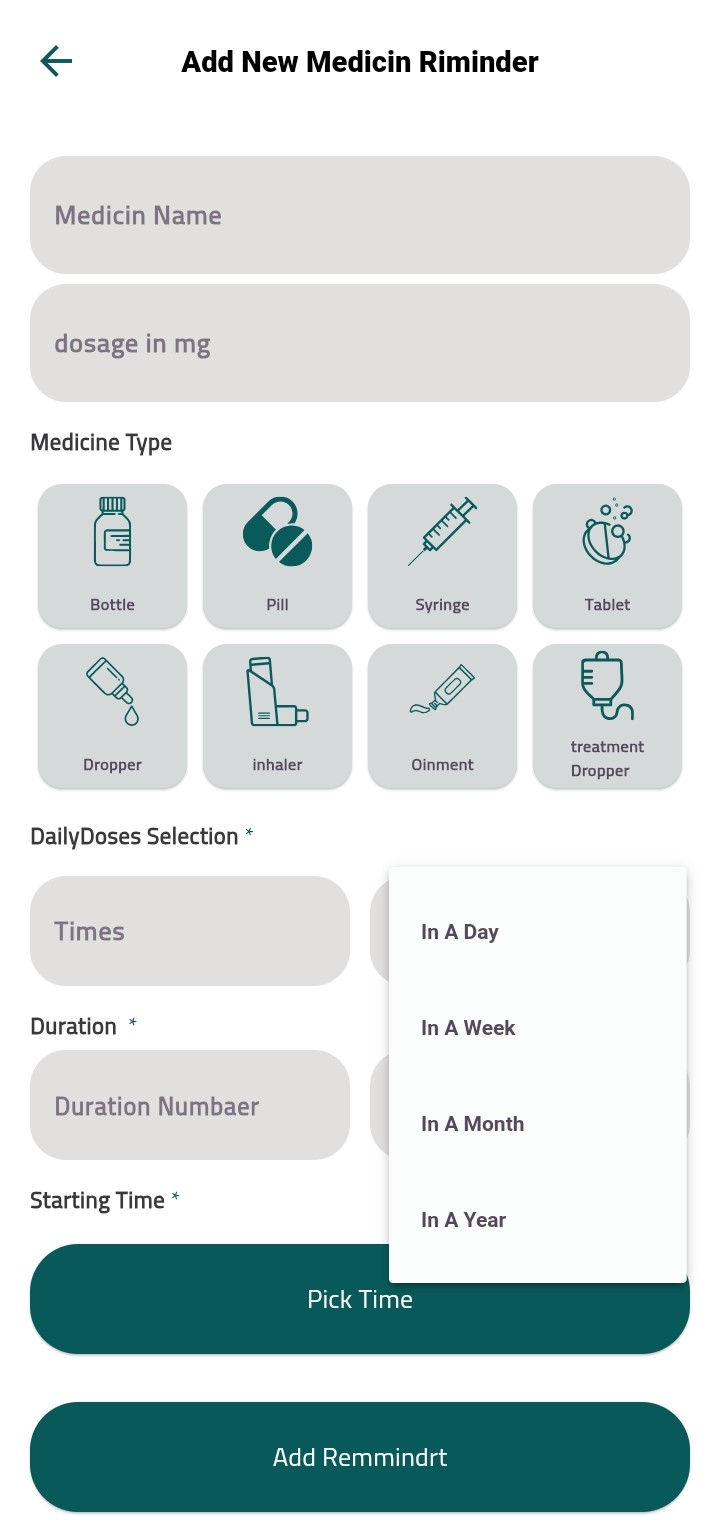 Add New Medicin Riminder
Medicin Name
dosage in mg
Medicine Type
Bottle
Pill
Syringe
Tablet
Dropper
inhaler
Oinment
treatment
Dropper
DailyDoses Selection *
Times
In A Day
In A Week
In A Month
In A Year
Duration *
Duration Numbaer
Starting Time *
Pick Time
Add Remmindrt